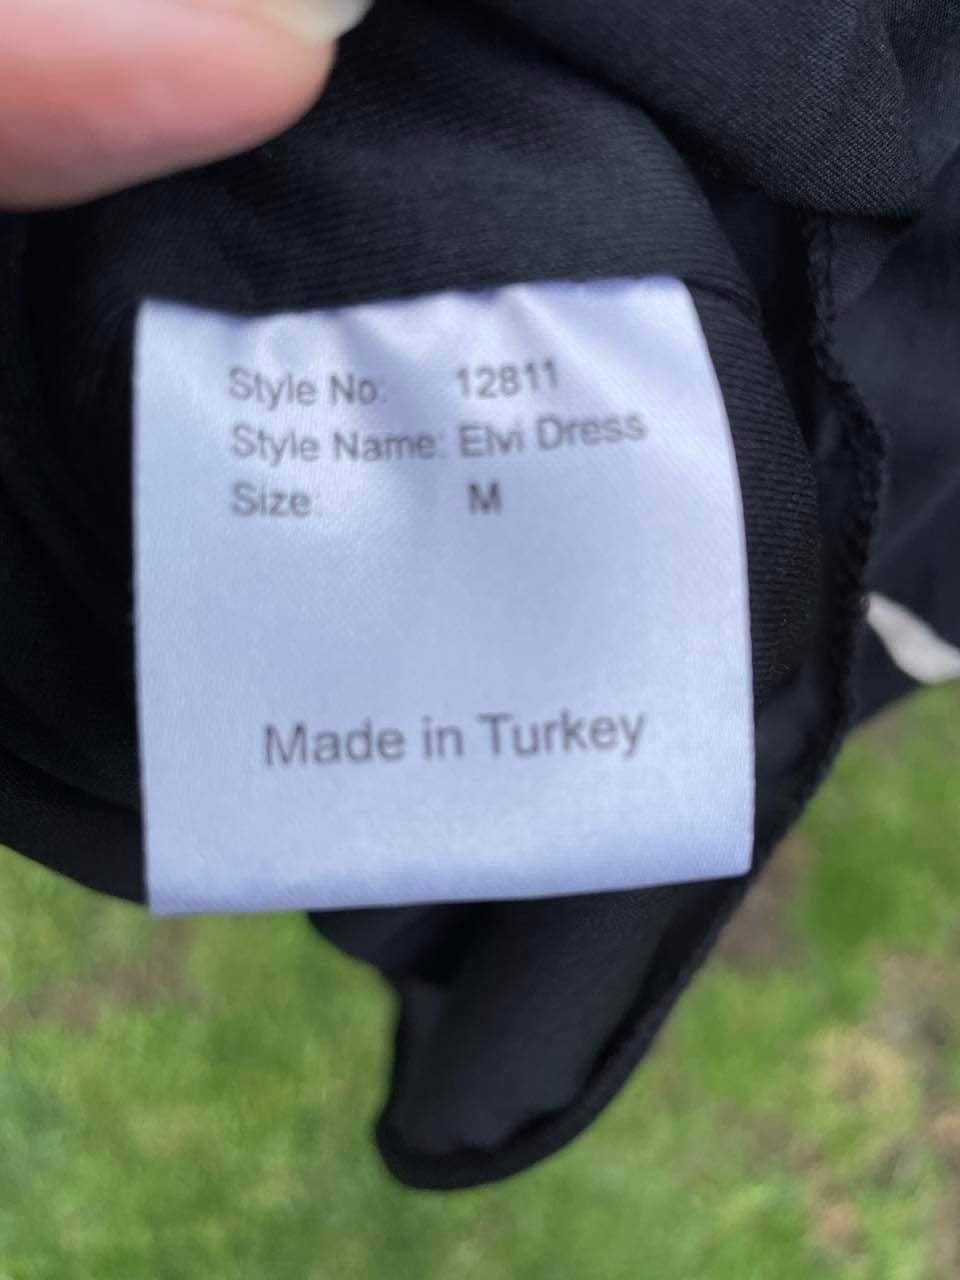 Style No: 12811
Style Name: Elvi Dress
Size: M
Made in Turkey